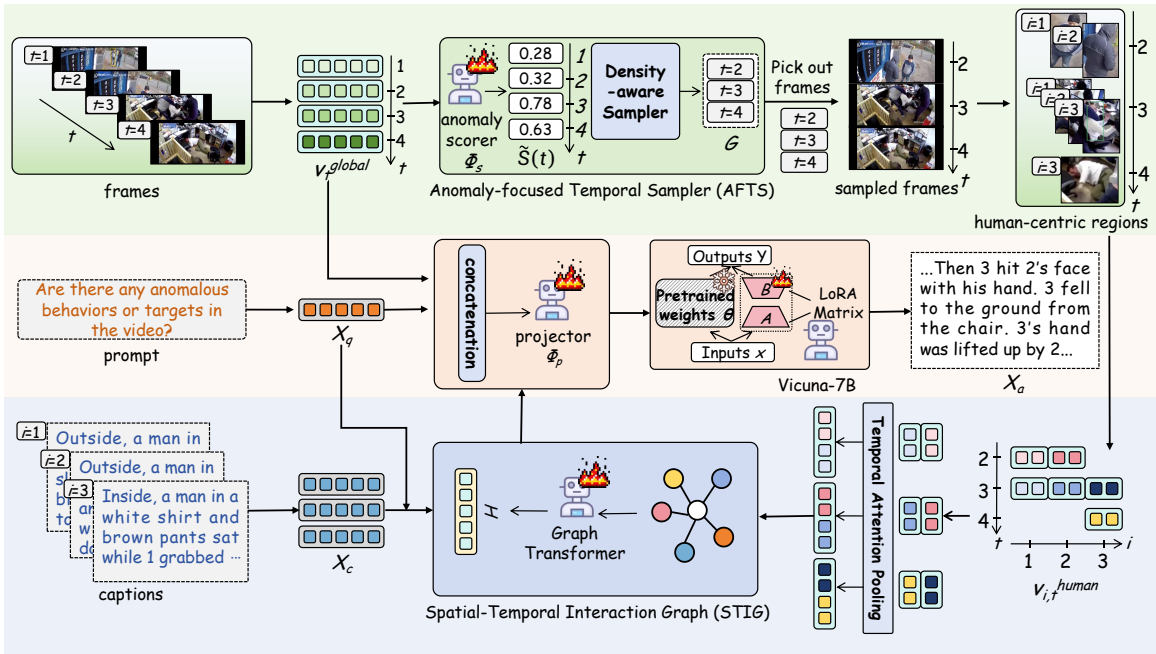 t=1
t=2
t=3
t=4
t
frames
1
2
3
4
t
v_t^global
anomaly
scorer
Φ_s
0.28
0.32
0.78
0.63
S̃(t)
1
2
3
4
t
Density
-aware
Sampler
t=2
t=3
t=4
G
Anomaly-focused Temporal Sampler (AFTS)
Pick out
frames
t=2
t=3
t=4
2
3
4
t
sampled frames
i=1
i=2
i=3
i=3
2
3
4
t
human-centric regions
Are there any anomalous
behaviors or targets in
the video?
prompt
X_q
concatenation
projector
Φ_p
Outputs Y
Pretrained
weights θ
B
A
LoRA
Matrix
Inputs x
Vicuna-7B
...Then 3 hit 2's face
with his hand. 3 fell
to the ground from
the chair. 3's hand
was lifted up by 2...
X_a
i=1
Outside, a man in
i=2
Outside, a man in
i=3
Inside, a man in a
white shirt and
brown pants sat
while 1 grabbed ...
captions
X_c
H
Graph
Transformer
Spatial-Temporal Interaction Graph (STIG)
Temporal Attention Pooling
2
3
4
t
1
2
3
i
v_{i,t}^human